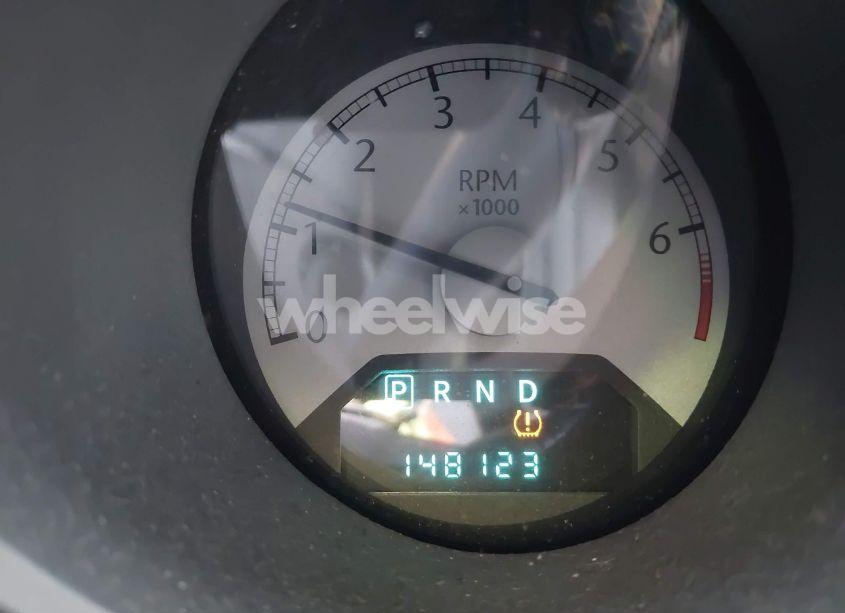 0 1 2 3 4 5 6
RPM
×1000
wheelwise
P R N D
148123